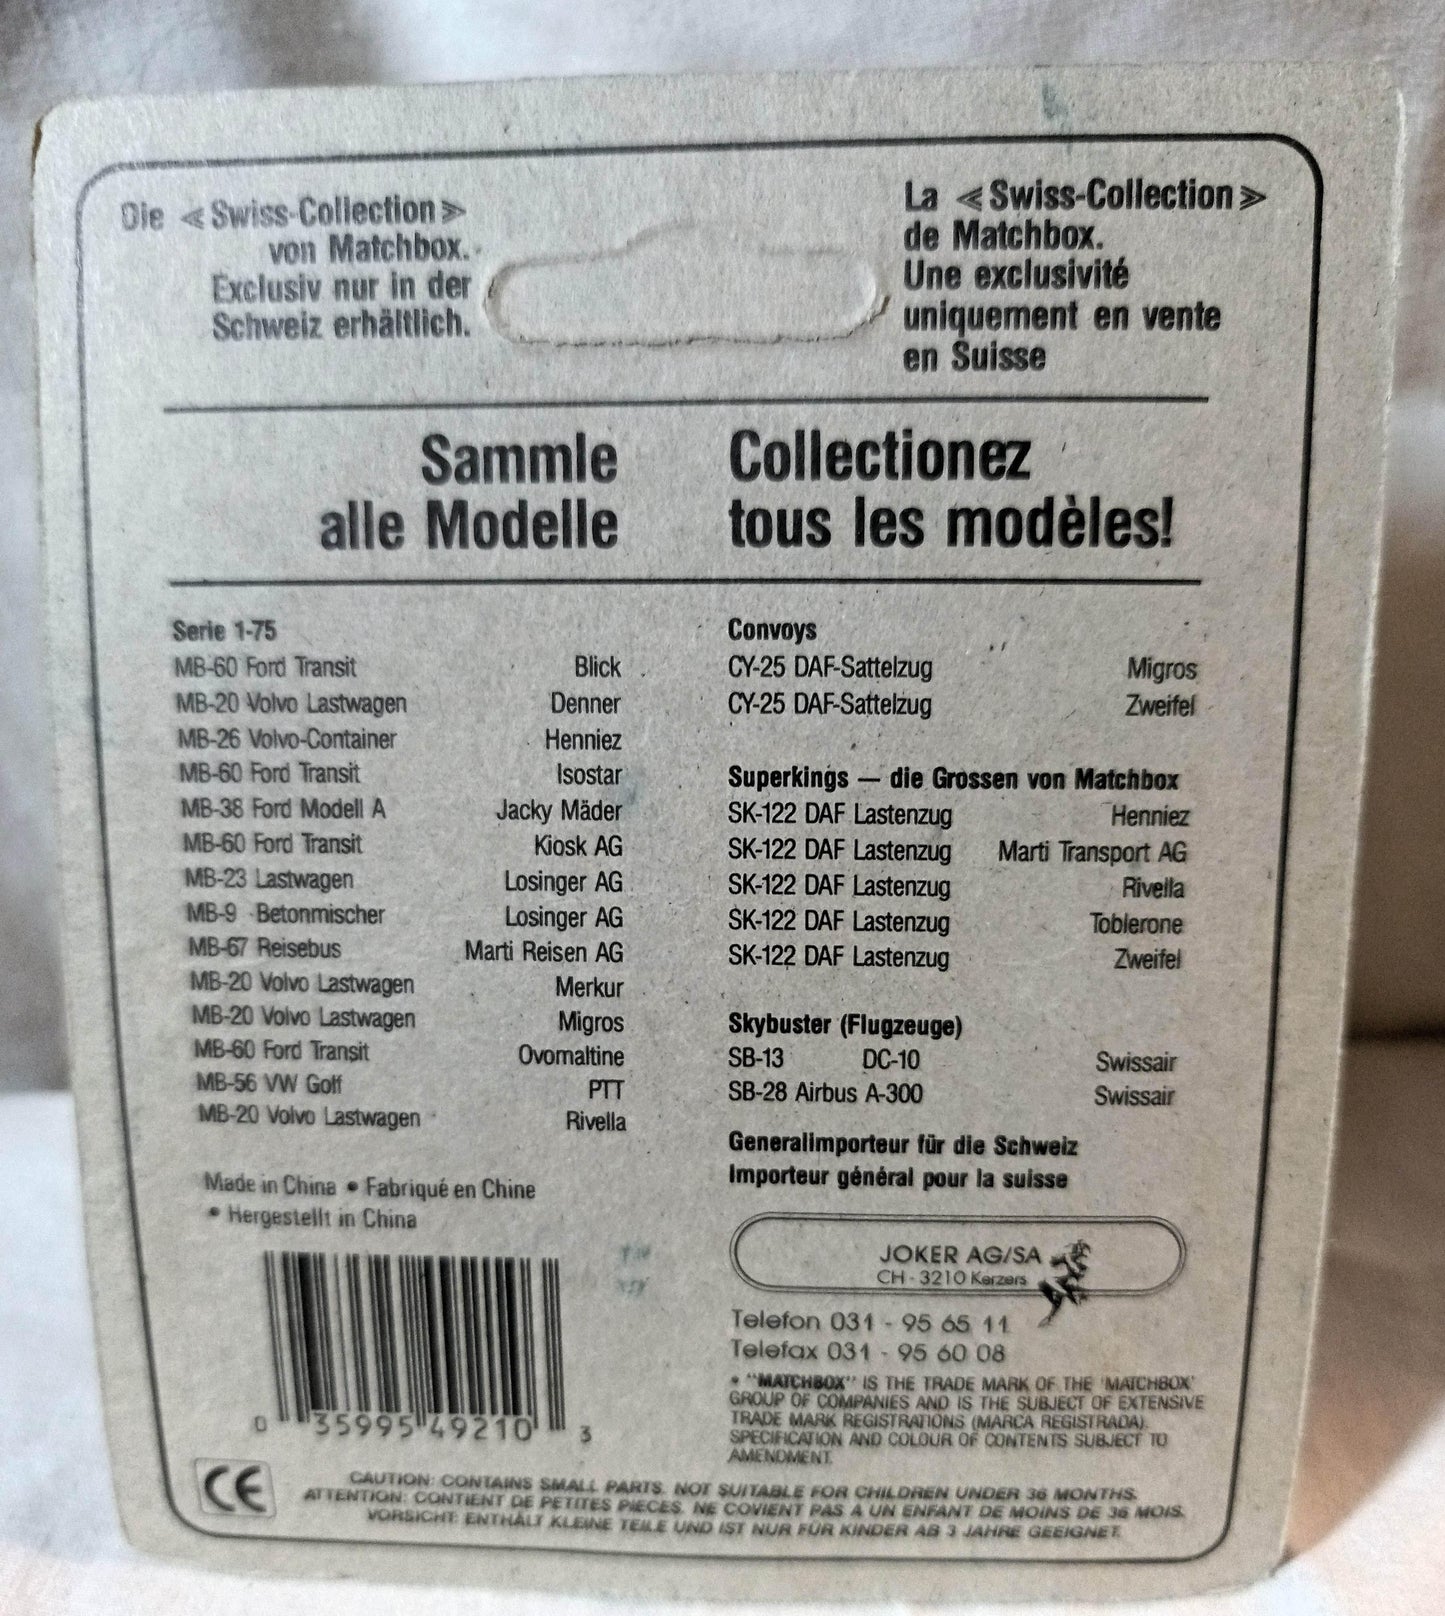 Die «Swiss-Collection»
von Matchbox.
Exclusiv nur in der
Schweiz erhältlich.
La «Swiss-Collection»
de Matchbox.
Une exclusivité
uniquement en vente
en Suisse
Sammle
alle Modelle
Collectionez
tous les modèles!
Serie 1-75
MB-60 Ford Transit Blick
MB-20 Volvo Lastwagen Denner
MB-26 Volvo-Container Henniez
MB-60 Ford Transit Isostar
MB-38 Ford Modell A Jacky Mäder
MB-60 Ford Transit Kiosk AG
MB-23 Lastwagen Losinger AG
MB-9 Betonmischer Losinger AG
MB-67 Reisebus Marti Reisen AG
MB-20 Volvo Lastwagen Merkur
MB-20 Volvo Lastwagen Migros
MB-60 Ford Transit Ovomaltine
MB-56 VW Golf PTT
MB-20 Volvo Lastwagen Rivella
Made in China • Fabriqué en Chine
• Hergestellt in China
0 35995 49210 3
Convoys
CY-25 DAF-Sattelzug Migros
CY-25 DAF-Sattelzug Zweifel
Superkings — die Grossen von Matchbox
SK-122 DAF Lastenzug Henniez
SK-122 DAF Lastenzug Marti Transport AG
SK-122 DAF Lastenzug Rivella
SK-122 DAF Lastenzug Toblerone
SK-122 DAF Lastenzug Zweifel
Skybuster (Flugzeuge)
SB-13 DC-10 Swissair
SB-28 Airbus A-300 Swissair
Generalimporteur für die Schweiz
Importeur général pour la suisse
JOKER AG/SA
CH - 3210 Kerzers
Telefon 031 - 95 65 11
Telefax 031 - 95 60 08
• "MATCHBOX" IS THE TRADE MARK OF THE 'MATCHBOX'
GROUP OF COMPANIES AND IS THE SUBJECT OF EXTENSIVE
TRADE MARK REGISTRATIONS (MARCA REGISTRADA).
SPECIFICATION AND COLOUR OF CONTENTS SUBJECT TO
AMENDMENT.
CE
CAUTION: CONTAINS SMALL PARTS. NOT SUITABLE FOR CHILDREN UNDER 36 MONTHS.
ATTENTION: CONTIENT DE PETITES PIECES. NE COVIENT PAS A UN ENFANT DE MOINS DE 36 MOIS.
VORSICHT: ENTHÄLT KLEINE TEILE UND IST NUR FÜR KINDER AB 3 JAHRE GEEIGNET.